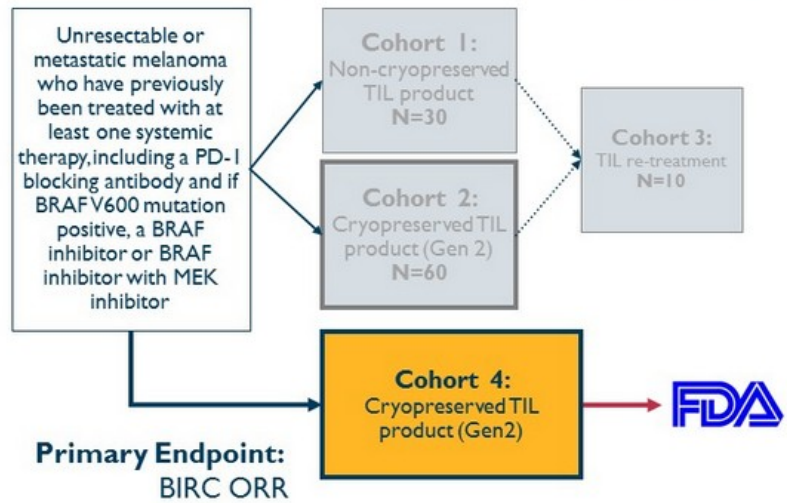 Unresectable or
metastatic melanoma
who have previously
been treated with at
least one systemic
therapy, including a PD-1
blocking antibody and if
BRAF V600 mutation
positive, a BRAF
inhibitor or BRAF
inhibitor with MEK
inhibitor
Cohort 1:
Non-cryopreserved
TIL product
N=30
Cohort 2:
Cryopreserved TIL
product (Gen 2)
N=60
Cohort 3:
TIL re-treatment
N=10
Cohort 4:
Cryopreserved TIL
product (Gen2)
FDA
Primary Endpoint:
BIRC ORR